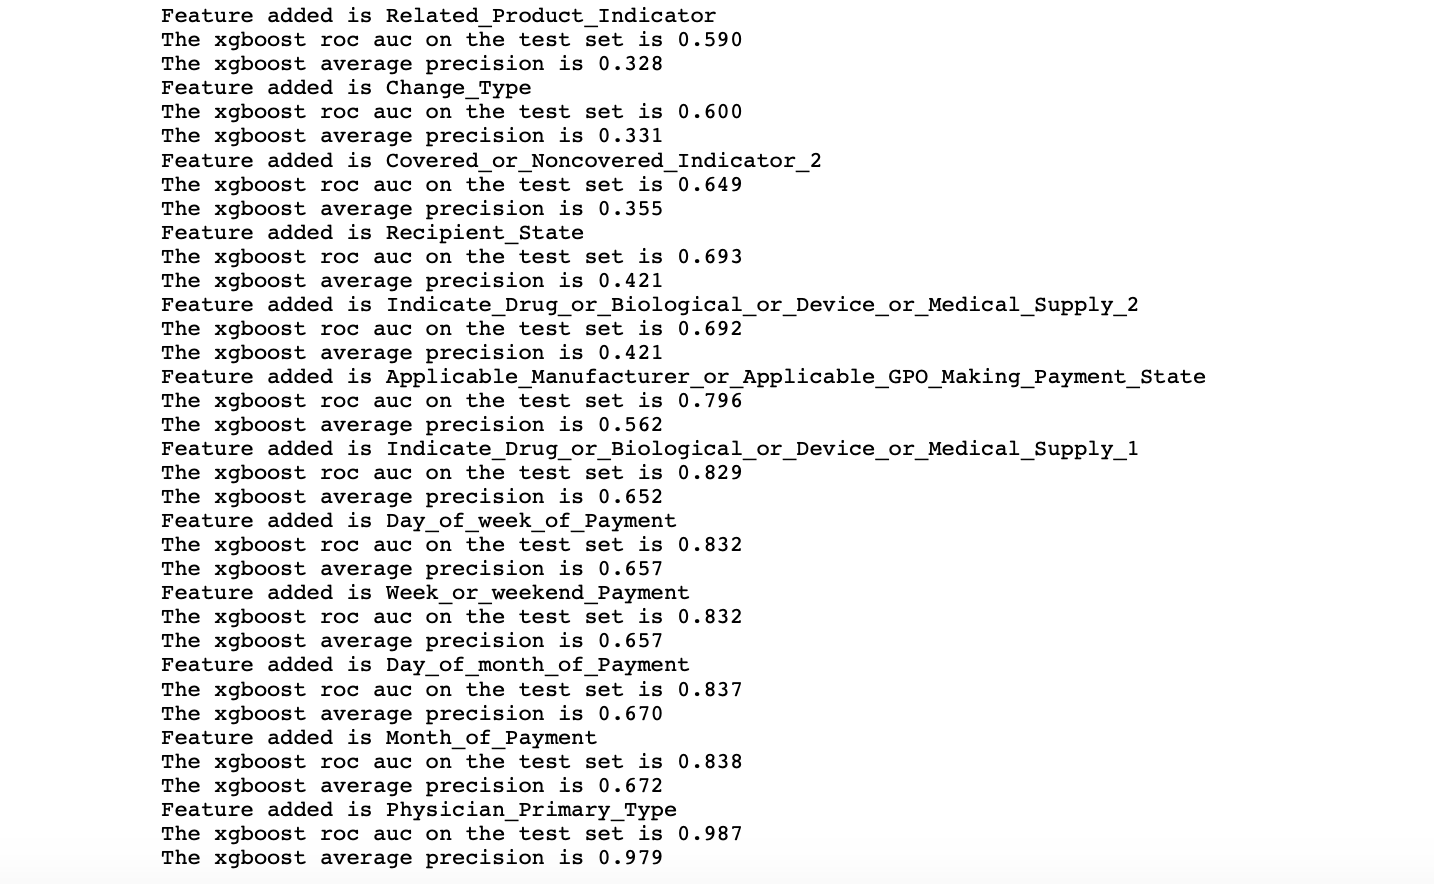 Feature added is Related_Product_Indicator
The xgboost roc auc on the test set is 0.590
The xgboost average precision is 0.328
Feature added is Change_Type
The xgboost roc auc on the test set is 0.600
The xgboost average precision is 0.331
Feature added is Covered_or_Noncovered_Indicator_2
The xgboost roc auc on the test set is 0.649
The xgboost average precision is 0.355
Feature added is Recipient_State
The xgboost roc auc on the test set is 0.693
The xgboost average precision is 0.421
Feature added is Indicate_Drug_or_Biological_or_Device_or_Medical_Supply_2
The xgboost roc auc on the test set is 0.692
The xgboost average precision is 0.421
Feature added is Applicable_Manufacturer_or_Applicable_GPO_Making_Payment_State
The xgboost roc auc on the test set is 0.796
The xgboost average precision is 0.562
Feature added is Indicate_Drug_or_Biological_or_Device_or_Medical_Supply_1
The xgboost roc auc on the test set is 0.829
The xgboost average precision is 0.652
Feature added is Day_of_week_of_Payment
The xgboost roc auc on the test set is 0.832
The xgboost average precision is 0.657
Feature added is Week_or_weekend_Payment
The xgboost roc auc on the test set is 0.832
The xgboost average precision is 0.657
Feature added is Day_of_month_of_Payment
The xgboost roc auc on the test set is 0.837
The xgboost average precision is 0.670
Feature added is Month_of_Payment
The xgboost roc auc on the test set is 0.838
The xgboost average precision is 0.672
Feature added is Physician_Primary_Type
The xgboost roc auc on the test set is 0.987
The xgboost average precision is 0.979